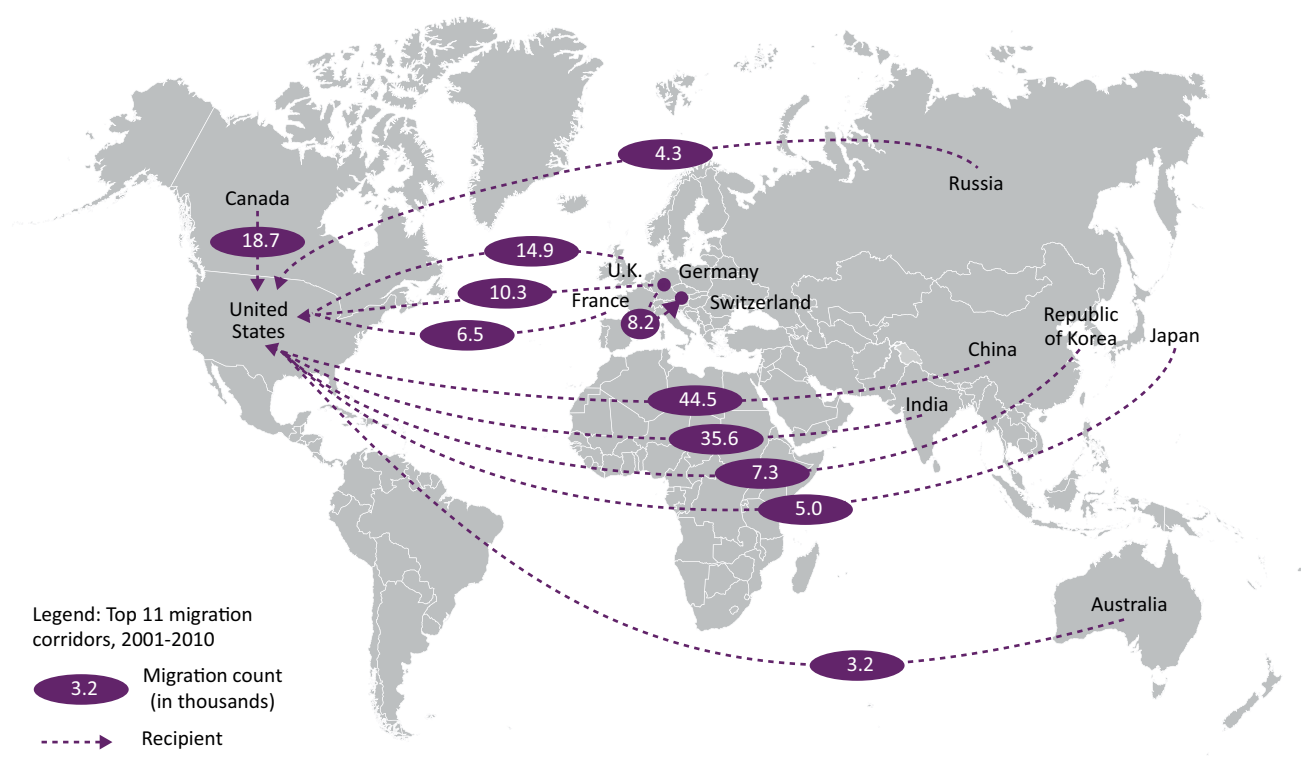 4.3
Russia
Canada
18.7
14.9
U.K.
Germany
10.3
France
Switzerland
United
States
6.5
8.2
Republic
of Korea
Japan
China
44.5
India
35.6
7.3
5.0
Australia
3.2
Legend: Top 11 migration
corridors, 2001-2010
3.2
Migration count
(in thousands)
Recipient